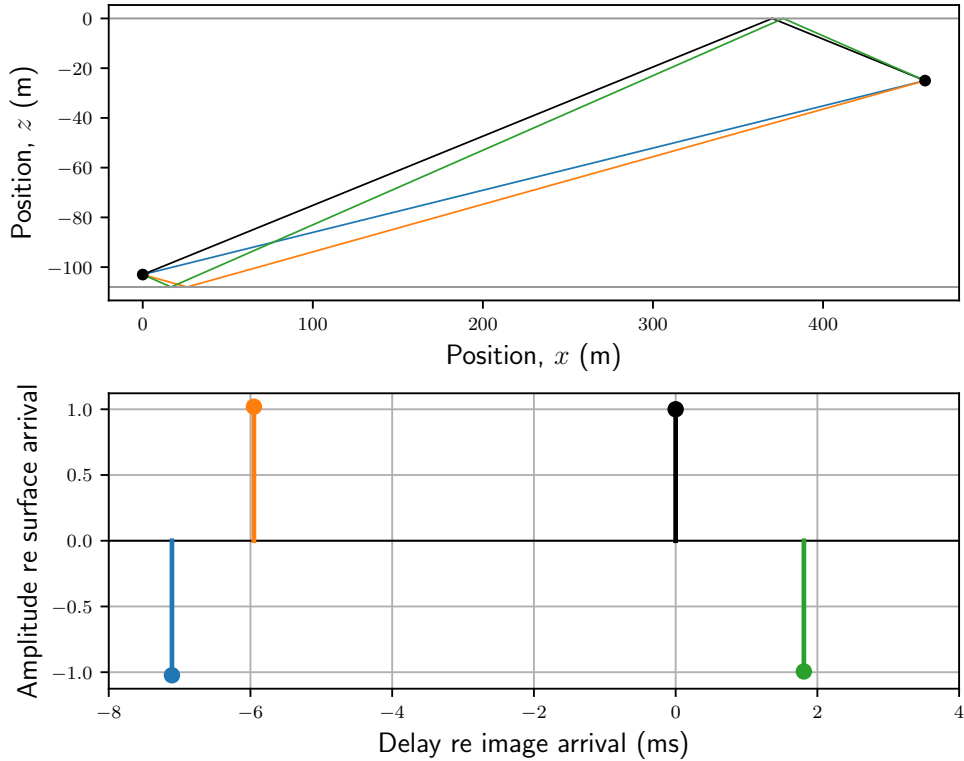 0
−20
−40
−60
−80
−100
Position, z (m)
0 100 200 300 400
Position, x (m)
1.0
0.5
0.0
−0.5
−1.0
Amplitude re surface arrival
−8 −6 −4 −2 0 2 4
Delay re image arrival (ms)